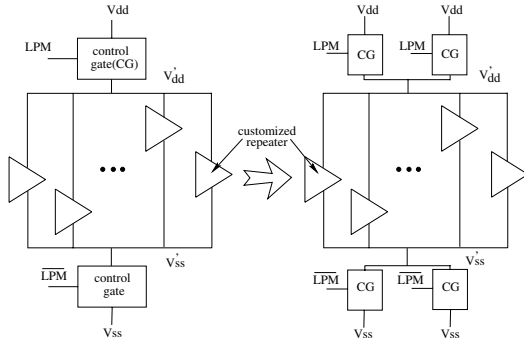 Vdd
LPM
control
gate(CG)
V'dd
customized
repeater
•••
V'ss
LPM
control
gate
Vss
Vdd
Vdd
LPM
CG
LPM
CG
V'dd
•••
V'ss
LPM
CG
LPM
CG
Vss
Vss